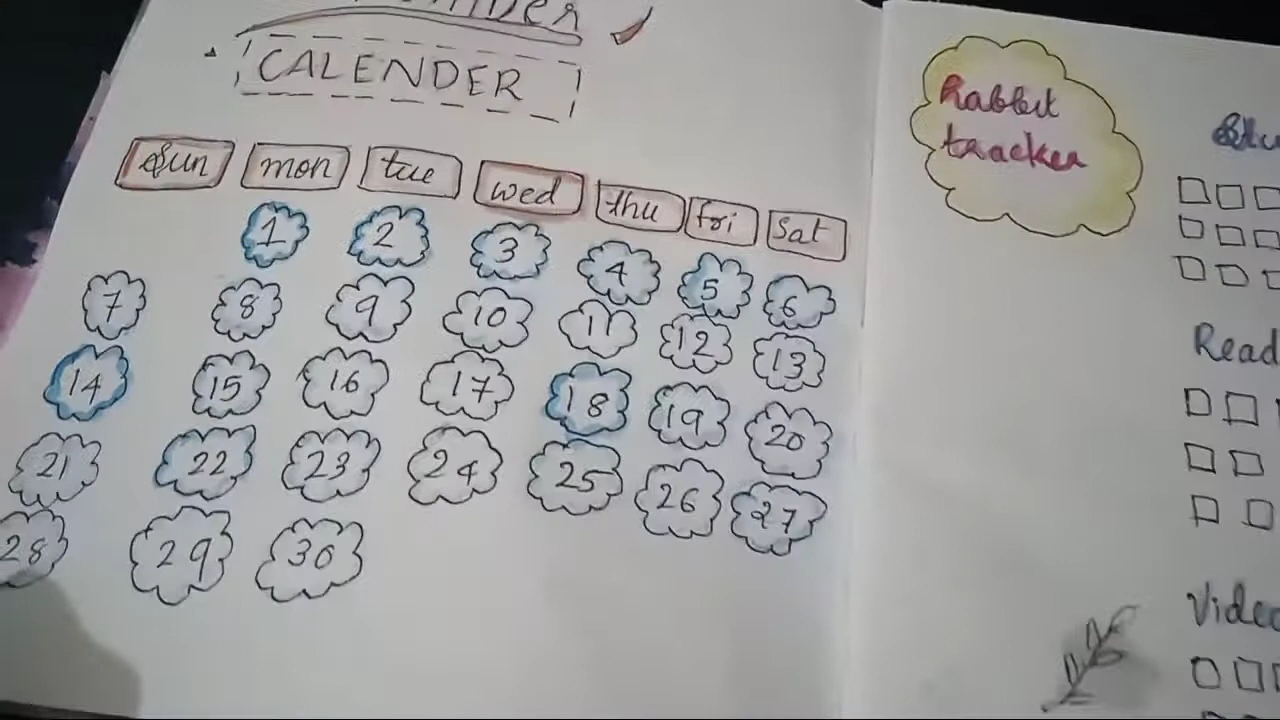 CALENDER
Sun mon tue wed thu fri sat
1 2 3 4 5 6
7 8 9 10 11 12 13
14 15 16 17 18 19 20
21 22 23 24 25 26 27
28 29 30
Rabbit
tracker
Read